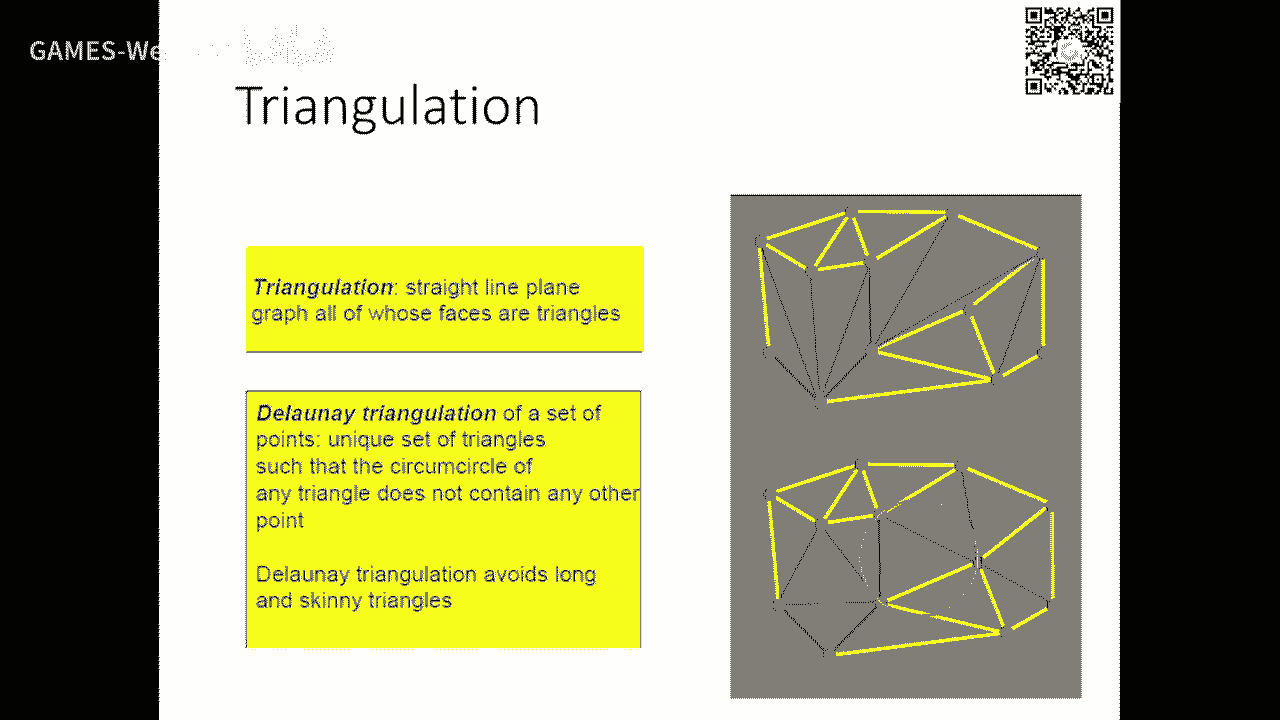 GAMES-We
Triangulation
Triangulation: straight line plane
graph all of whose faces are triangles
Delaunay triangulation of a set of
points: unique set of triangles
such that the circumcircle of
any triangle does not contain any other
point
Delaunay triangulation avoids long
and skinny triangles